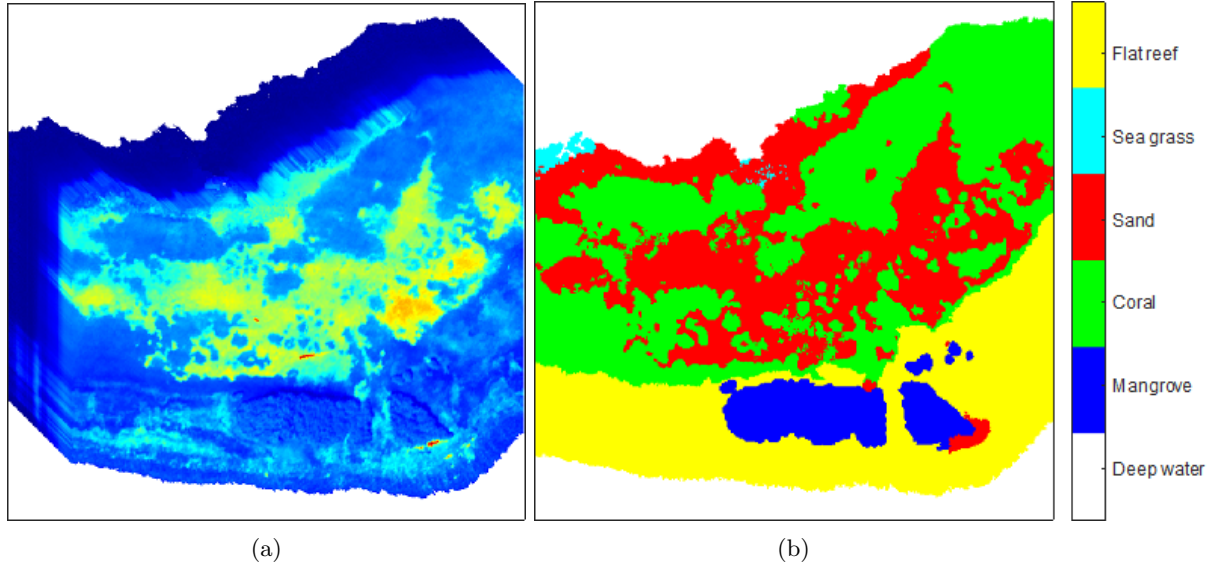 Flat reef
Sea grass
Sand
Coral
Mangrove
Deep water
(a)
(b)